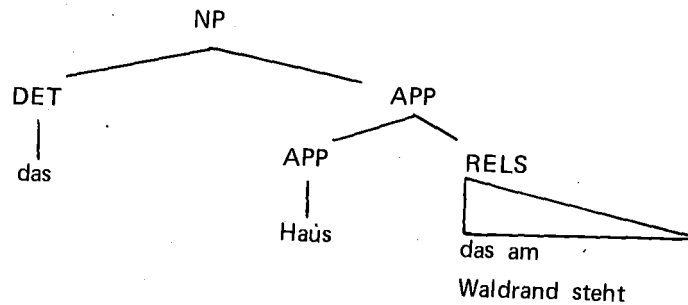 NP
DET APP
das APP RELS
Haus das am
Waldrand steht